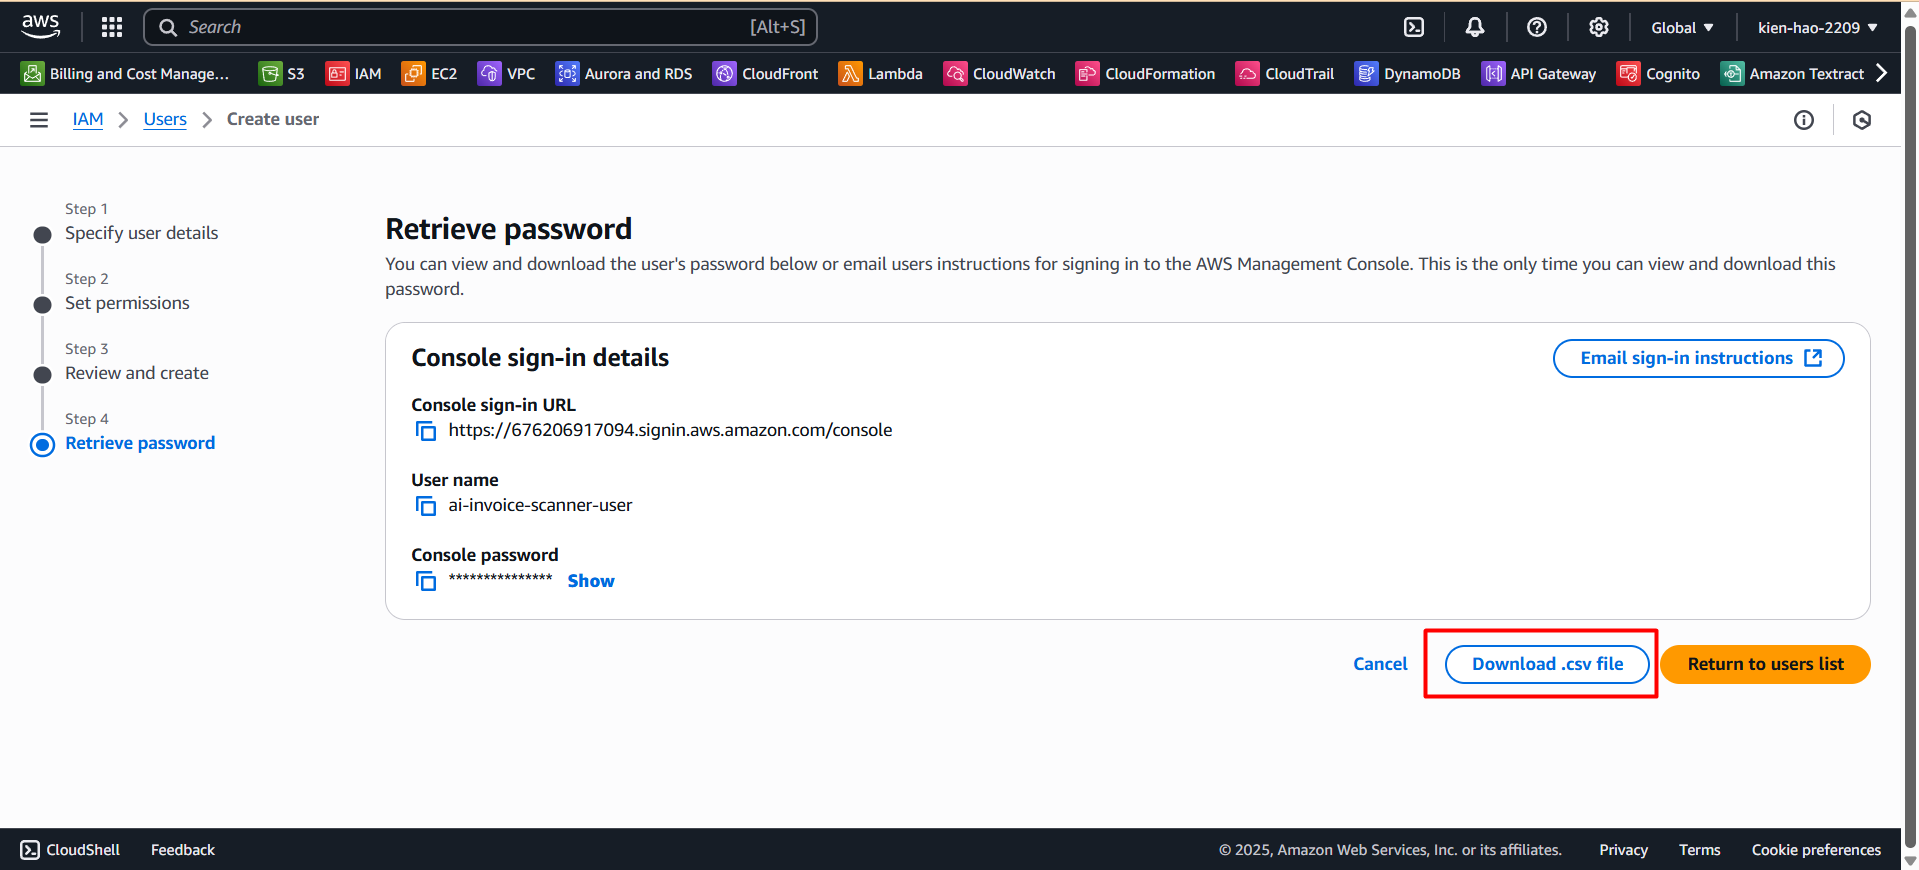 aws
Search
[Alt+S]
Global
kien-hao-2209
Billing and Cost Manage...
S3
IAM
EC2
VPC
Aurora and RDS
CloudFront
Lambda
CloudWatch
CloudFormation
CloudTrail
DynamoDB
API Gateway
Cognito
Amazon Textract
IAM
Users
Create user
Step 1
Specify user details
Step 2
Set permissions
Step 3
Review and create
Step 4
Retrieve password
Retrieve password
You can view and download the user's password below or email users instructions for signing in to the AWS Management Console. This is the only time you can view and download this
password.
Console sign-in details
Email sign-in instructions
Console sign-in URL
https://676206917094.signin.aws.amazon.com/console
User name
ai-invoice-scanner-user
Console password
*************** Show
Cancel
Download .csv file
Return to users list
CloudShell
Feedback
© 2025, Amazon Web Services, Inc. or its affiliates.
Privacy
Terms
Cookie preferences